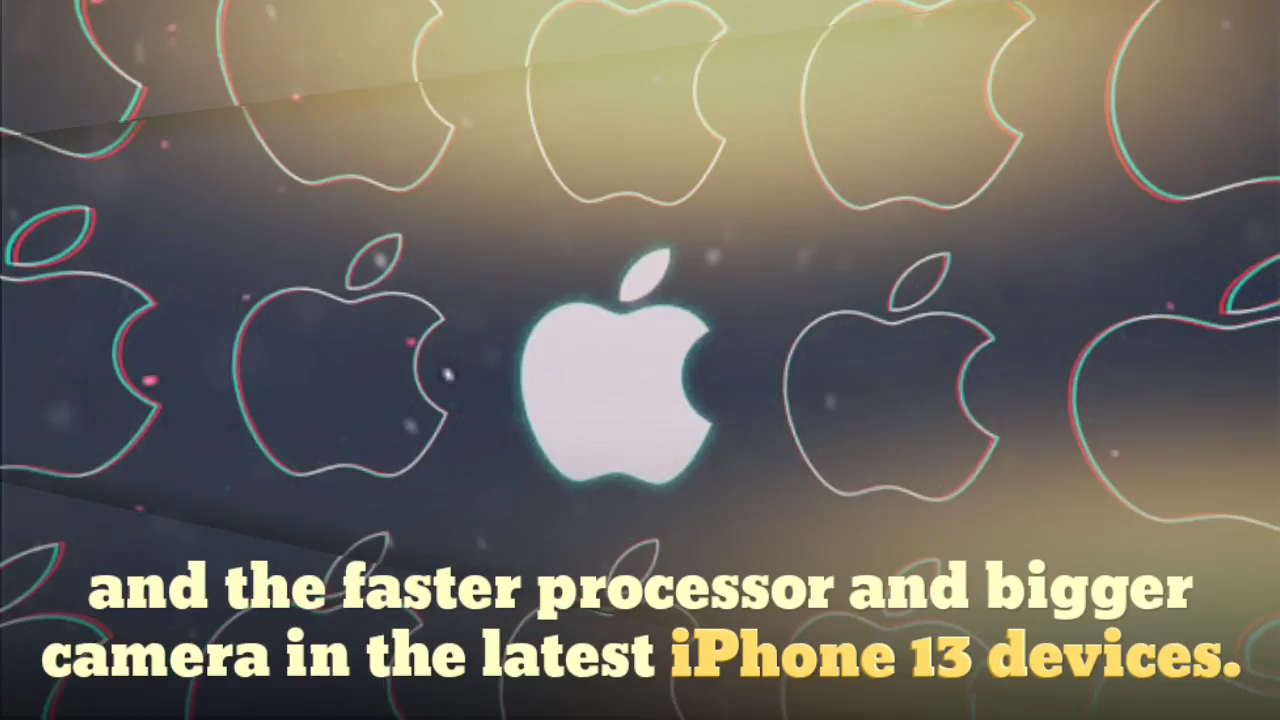 and the faster processor and bigger
camera in the latest iPhone 13 devices.